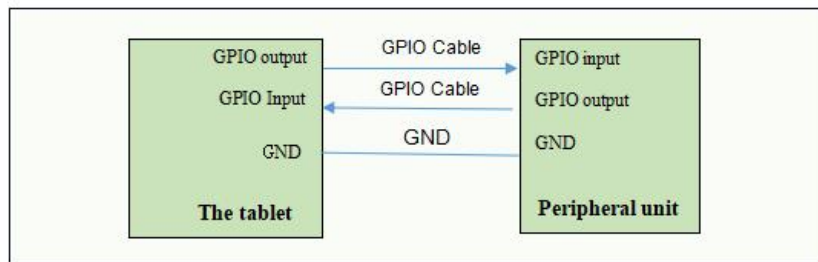 GPIO output
GPIO Cable
GPIO input
GPIO Input
GPIO Cable
GPIO output
GND
GND
GND
The tablet
Peripheral unit